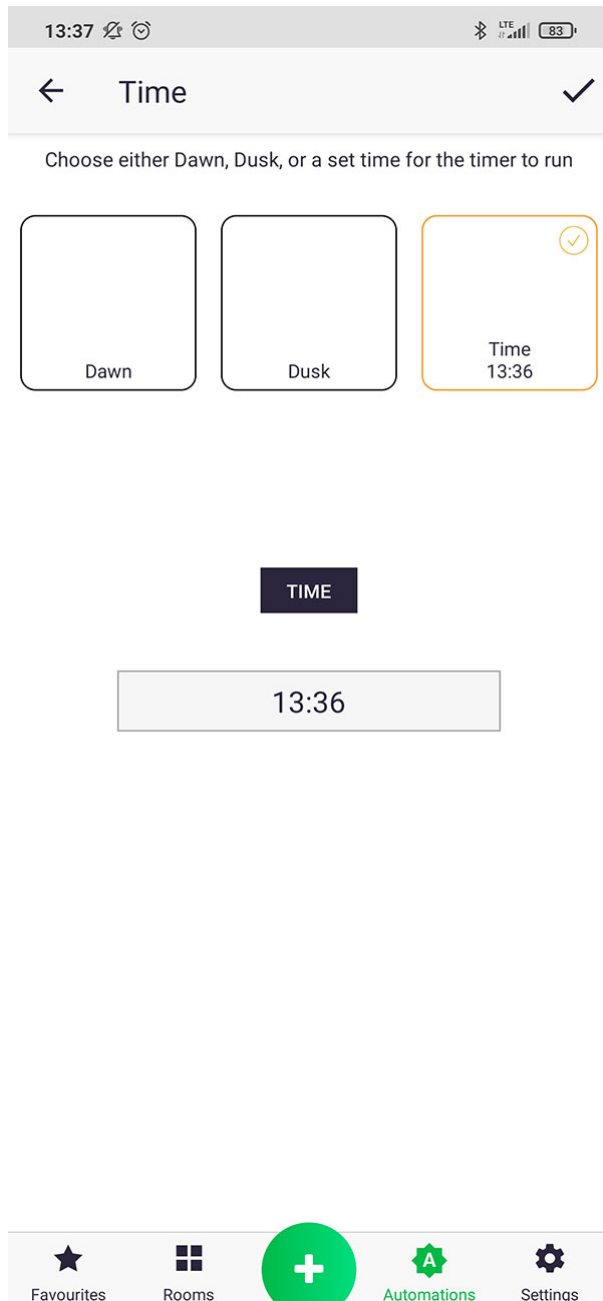 13:37
LTE
83
Time
Choose either Dawn, Dusk, or a set time for the timer to run
Dawn
Dusk
Time
13:36
TIME
13:36
A
Favourites
Rooms
Automations
Settings